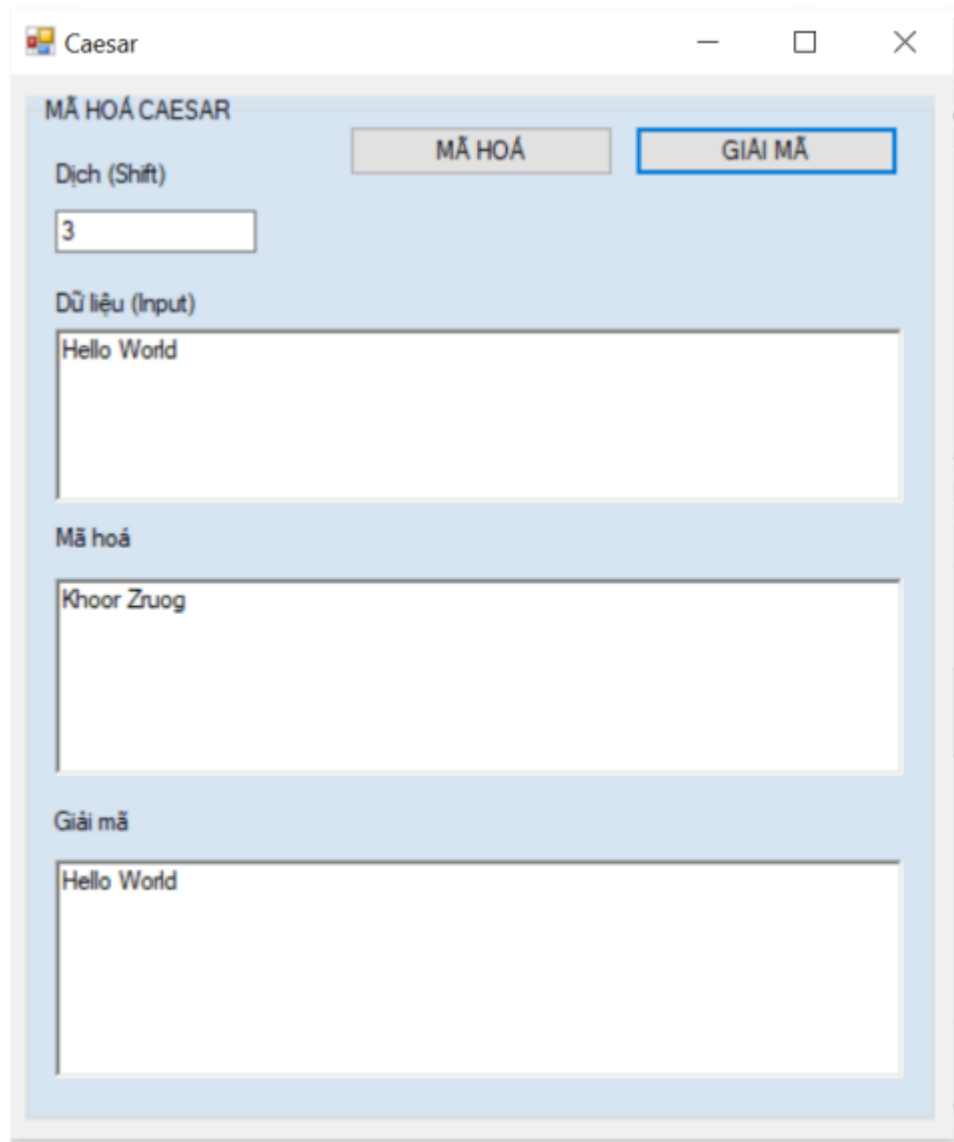 Caesar
MÃ HOÁ CAESAR
MÃ HOÁ
GIẢI MÃ
Dịch (Shift)
3
Dữ liệu (Input)
Hello World
Mã hoá
Khoor Zruog
Giải mã
Hello World